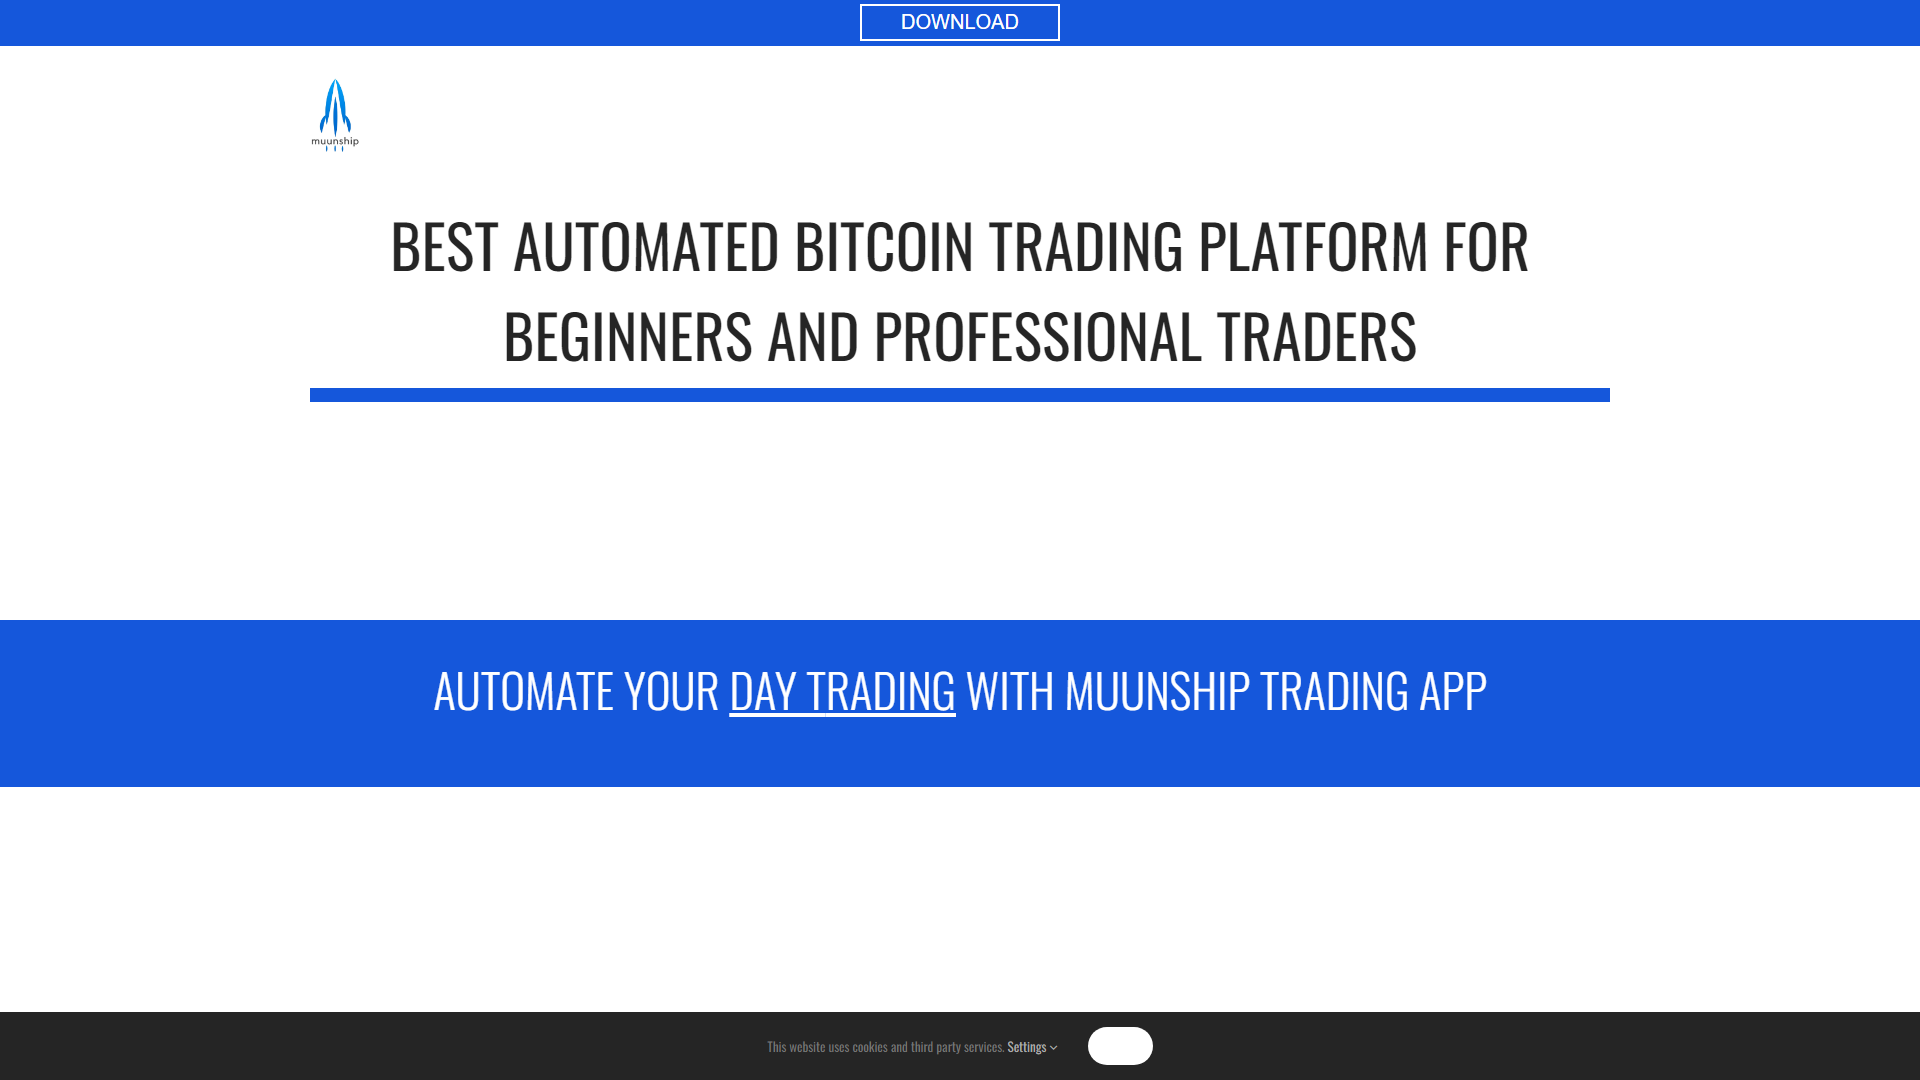 DOWNLOAD
muunship
BEST AUTOMATED BITCOIN TRADING PLATFORM FOR
BEGINNERS AND PROFESSIONAL TRADERS
AUTOMATE YOUR DAY TRADING WITH MUUNSHIP TRADING APP
This website uses cookies and third party services. Settings